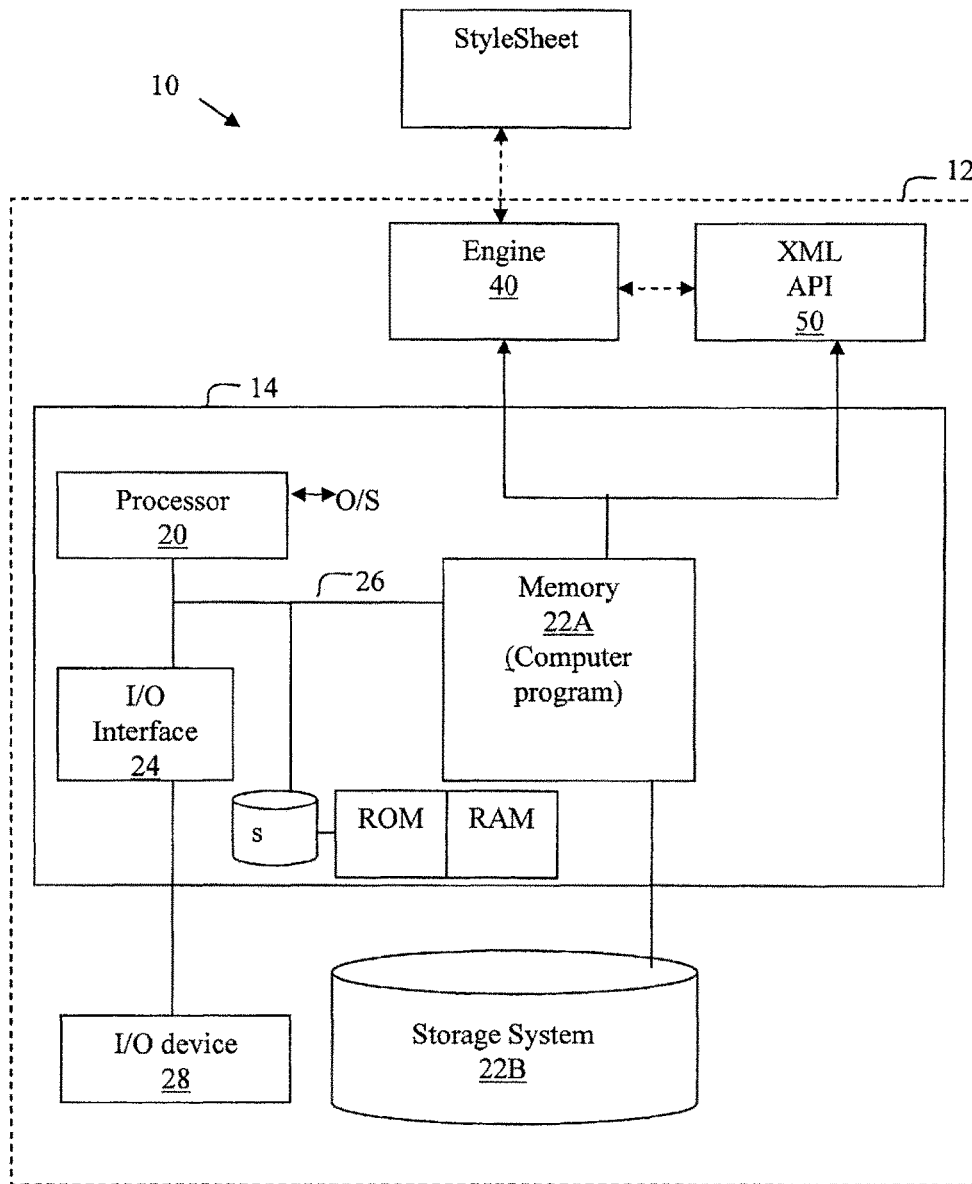 StyleSheet
10
12
Engine
40
XML
API
50
14
Processor
20
O/S
26
Memory
22A
(Computer
program)
I/O
Interface
24
s
ROM
RAM
I/O device
28
Storage System
22B